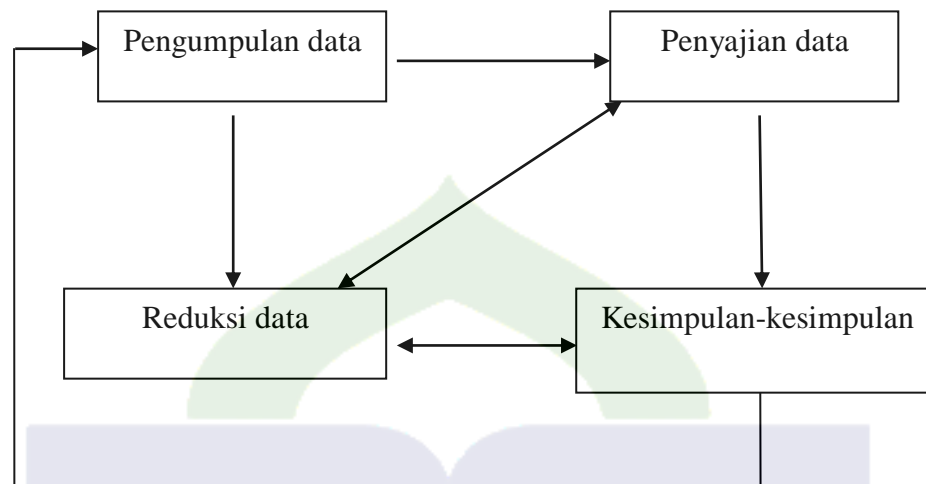 Pengumpulan data
Penyajian data
Reduksi data
Kesimpulan-kesimpulan